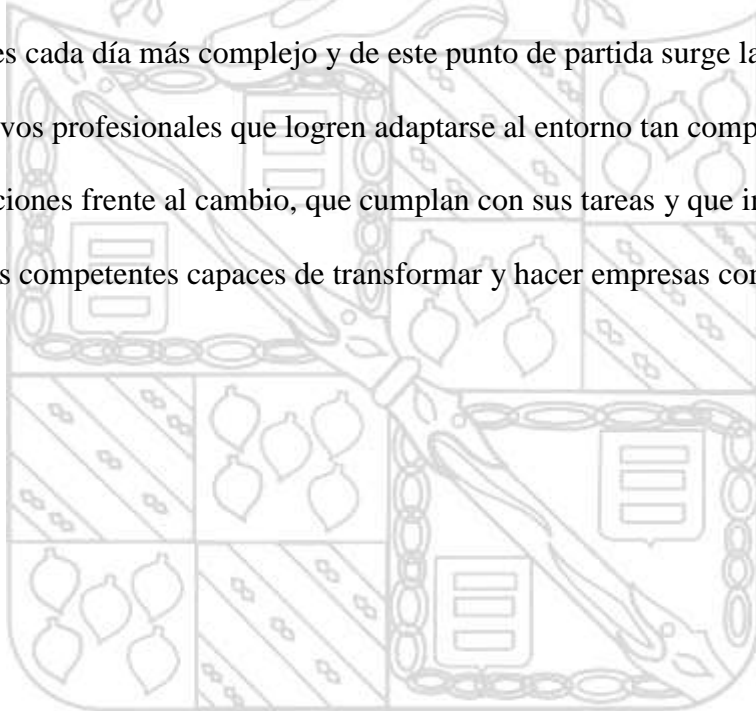 es cada día más complejo y de este punto de partida surge la
vos profesionales que logren adaptarse al entorno tan comp
ciones frente al cambio, que cumplan con sus tareas y que in
s competentes capaces de transformar y hacer empresas con